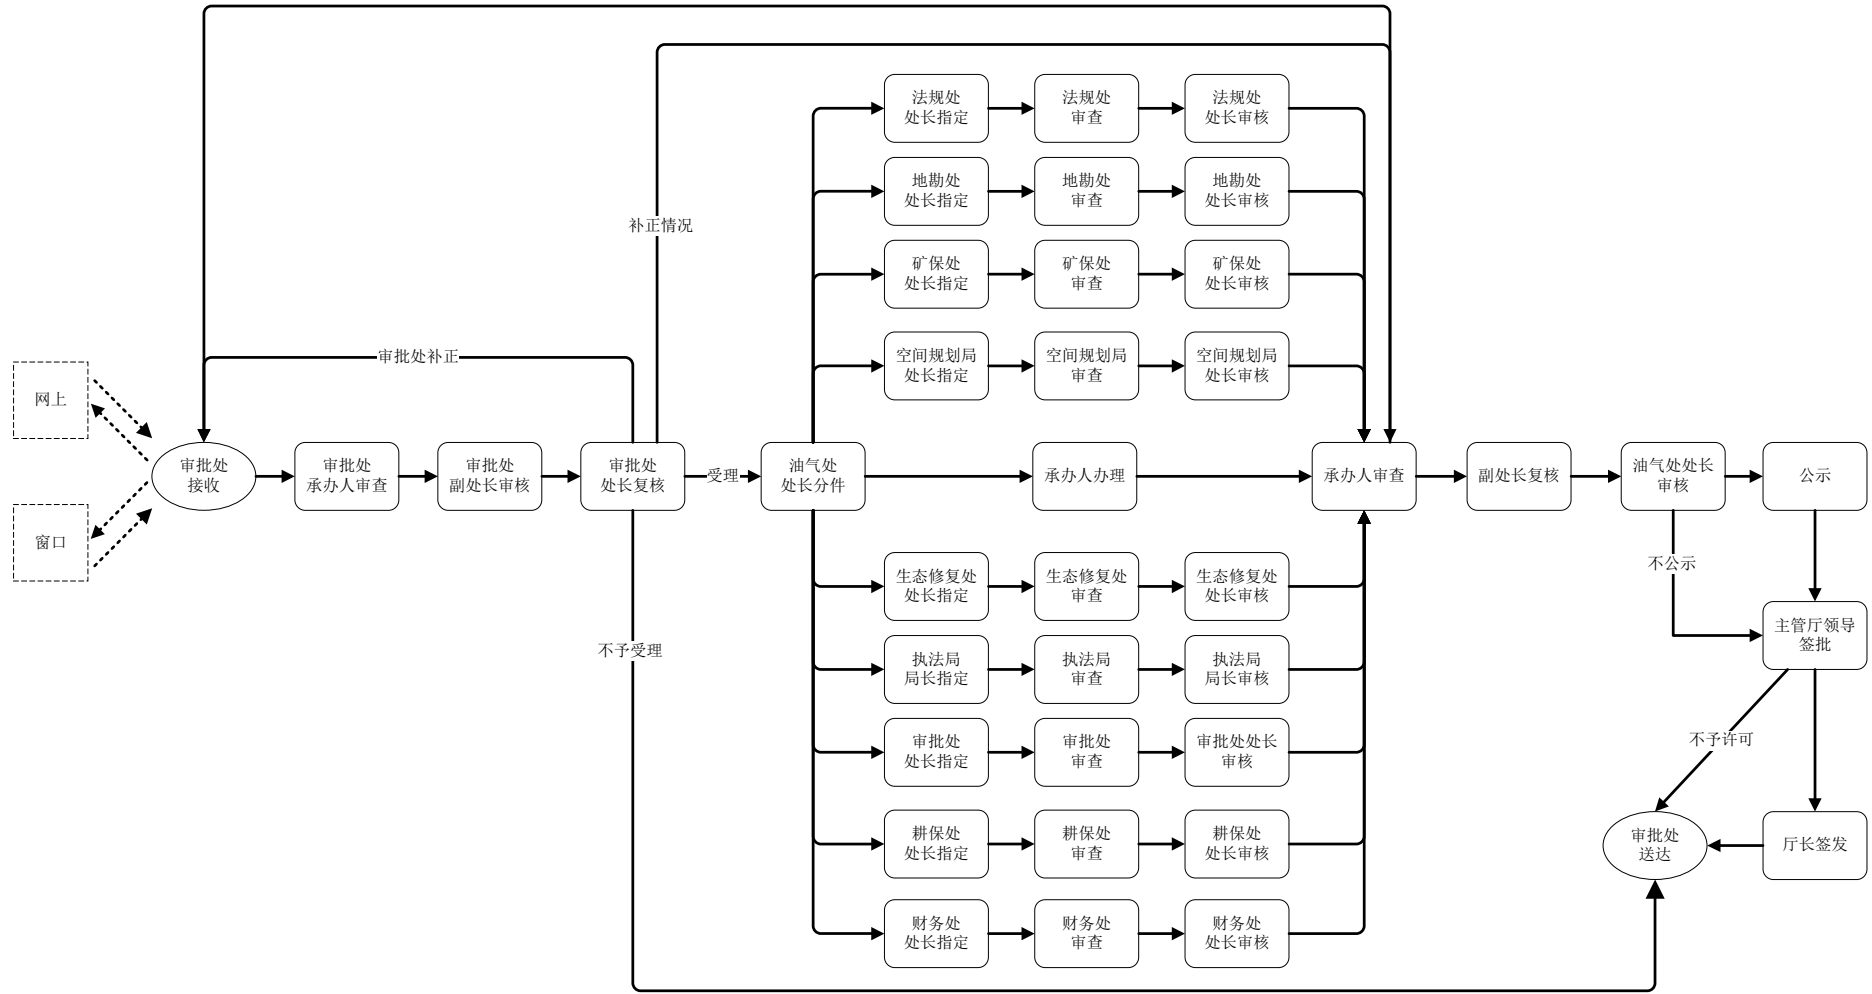 法规处
处长指定
法规处
审查
法规处
处长审核
地勘处
处长指定
地勘处
审查
地勘处
处长审核
补正情况
矿保处
处长指定
矿保处
审查
矿保处
处长审核
审批处补正
空间规划局
处长指定
空间规划局
审查
空间规划局
处长审核
网上
审批处
接收
审批处
承办人审查
审批处
副处长审核
审批处
处长复核
受理
油气处
处长分件
承办人办理
承办人审查
副处长复核
油气处处长
审核
公示
窗口
不公示
生态修复处
处长指定
生态修复处
审查
生态修复处
处长审核
主管厅领导
签批
不予受理
执法局
局长指定
执法局
审查
执法局
局长审核
审批处
处长指定
审批处
审查
审批处处长
审核
不予许可
耕保处
处长指定
耕保处
审查
耕保处
处长审核
审批处
送达
厅长签发
财务处
处长指定
财务处
审查
财务处
处长审核